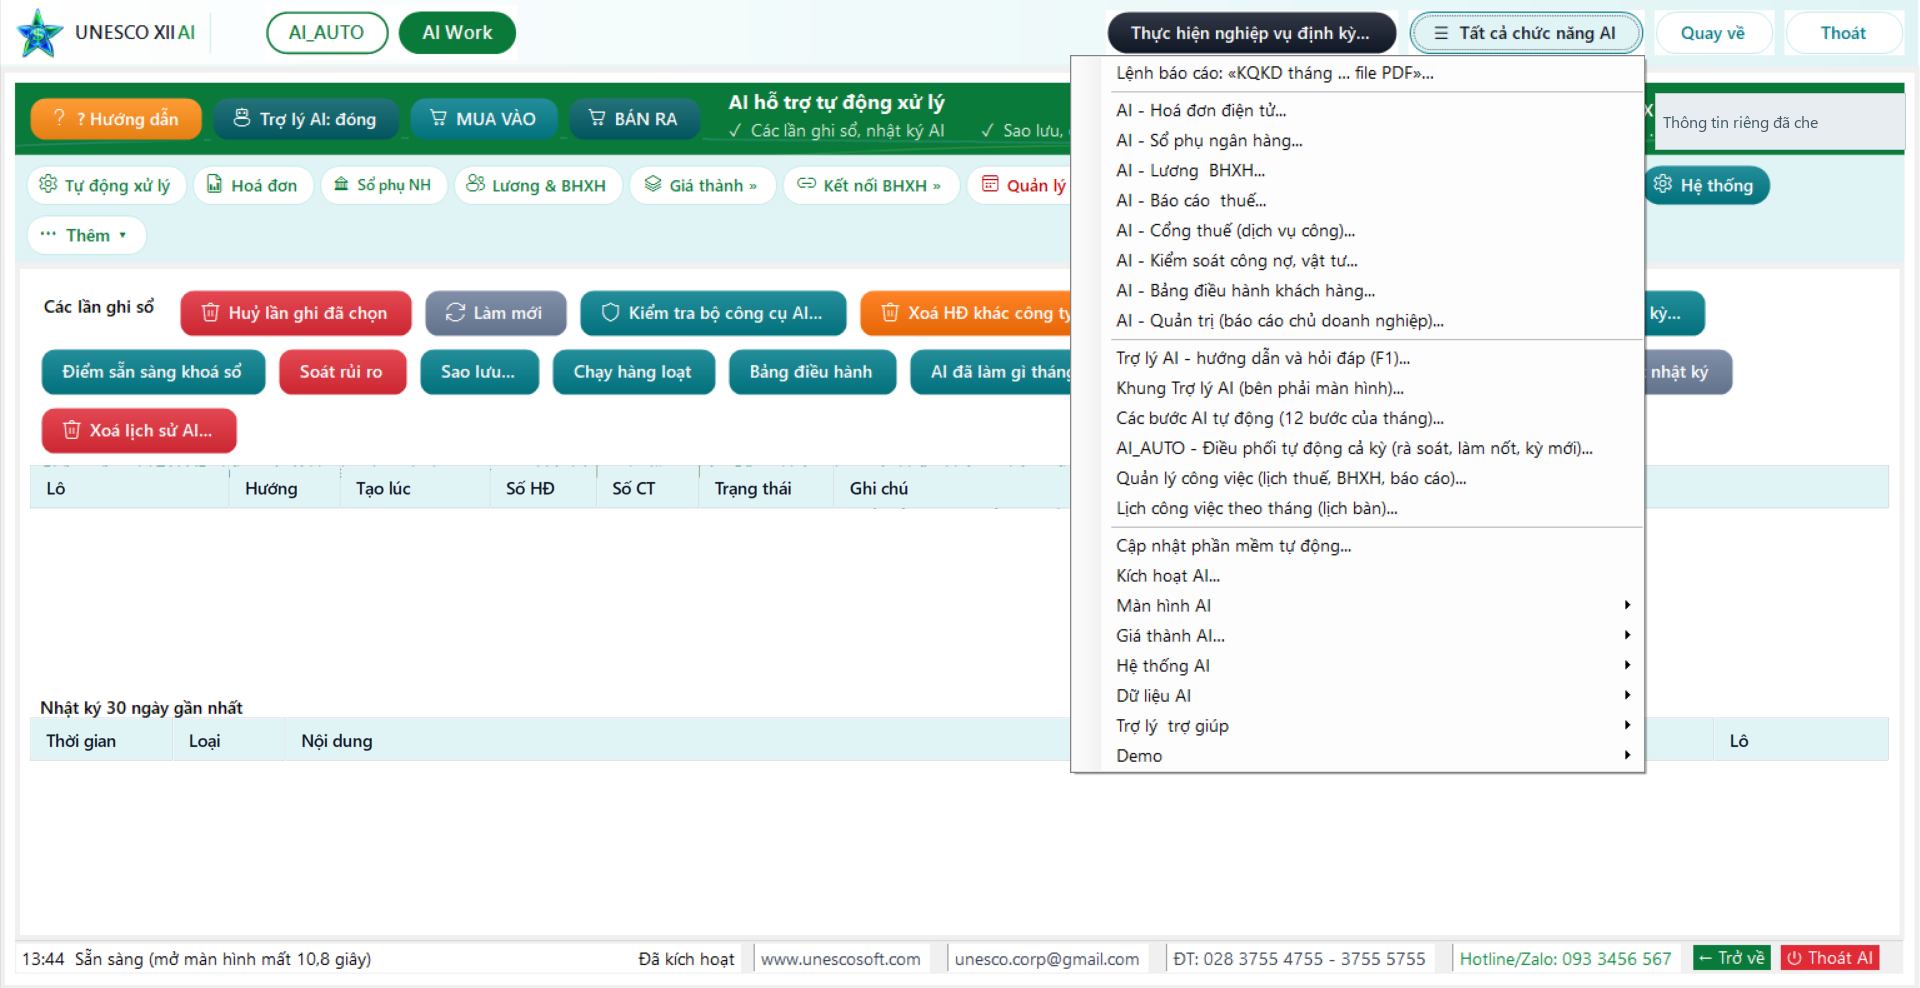 UNESCO XII AI
AI_AUTO
AI Work
Thực hiện nghiệp vụ định kỳ...
☰ Tất cả chức năng AI
Quay về
Thoát
? ? Hướng dẫn
Trợ lý AI: đóng
MUA VÀO
BÁN RA
AI hỗ trợ tự động xử lý
✓ Các lần ghi sổ, nhật ký AI
✓ Sao lưu,
Thông tin riêng đã che
Tự động xử lý
Hoá đơn
Sổ phụ NH
Lương & BHXH
Giá thành »
Kết nối BHXH »
Quản lý
Hệ thống
··· Thêm ▾
Các lần ghi sổ
Huỷ lần ghi đã chọn
Làm mới
Kiểm tra bộ công cụ AI...
Xoá HĐ khác công ty
kỳ...
Điểm sẵn sàng khoá sổ
Soát rủi ro
Sao lưu...
Chạy hàng loạt
Bảng điều hành
AI đã làm gì tháng
nhật ký
Xoá lịch sử AI...
Lô
Hướng
Tạo lúc
Số HĐ
Số CT
Trạng thái
Ghi chú
Nhật ký 30 ngày gần nhất
Thời gian
Loại
Nội dung
Lô
Lệnh báo cáo: «KQKD tháng ... file PDF»...
AI - Hoá đơn điện tử...
AI - Sổ phụ ngân hàng...
AI - Lương  BHXH...
AI - Báo cáo  thuế...
AI - Cổng thuế (dịch vụ công)...
AI - Kiểm soát công nợ, vật tư...
AI - Bảng điều hành khách hàng...
AI - Quản trị (báo cáo chủ doanh nghiệp)...
Trợ lý AI - hướng dẫn và hỏi đáp (F1)...
Khung Trợ lý AI (bên phải màn hình)...
Các bước AI tự động (12 bước của tháng)...
AI_AUTO - Điều phối tự động cả kỳ (rà soát, làm nốt, kỳ mới)...
Quản lý công việc (lịch thuế, BHXH, báo cáo)...
Lịch công việc theo tháng (lịch bàn)...
Cập nhật phần mềm tự động...
Kích hoạt AI...
Màn hình AI
Giá thành AI...
Hệ thống AI
Dữ liệu AI
Trợ lý  trợ giúp
Demo
13:44 Sẵn sàng (mở màn hình mất 10,8 giây)
Đã kích hoạt
www.unescosoft.com
unesco.corp@gmail.com
ĐT: 028 3755 4755 - 3755 5755
Hotline/Zalo: 093 3456 567
← Trở về
Thoát AI